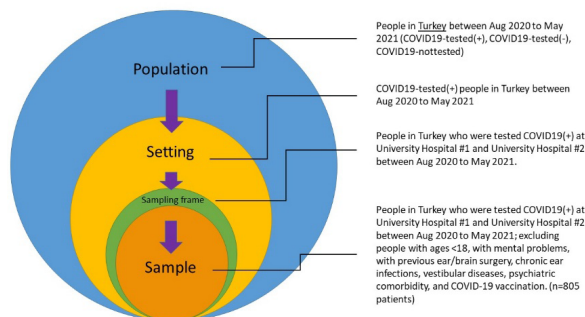 People in Turkey between Aug 2020 to May
2021 (COVID19-tested(+), COVID19-tested(-),
COVID19-nottested)
Population
COVID19-tested(+) people in Turkey between
Aug 2020 to May 2021
Setting
People in Turkey who were tested COVID19(+) at
University Hospital #1 and University Hospital #2
between Aug 2020 to May 2021.
Sampling frame
People in Turkey who were tested COVID19(+) at
University Hospital #1 and University Hospital #2
between Aug 2020 to May 2021; excluding
people with ages <18, with mental problems,
with previous ear/brain surgery, chronic ear
infections, vestibular diseases, psychiatric
comorbidity, and COVID-19 vaccination. (n=805
patients)
Sample